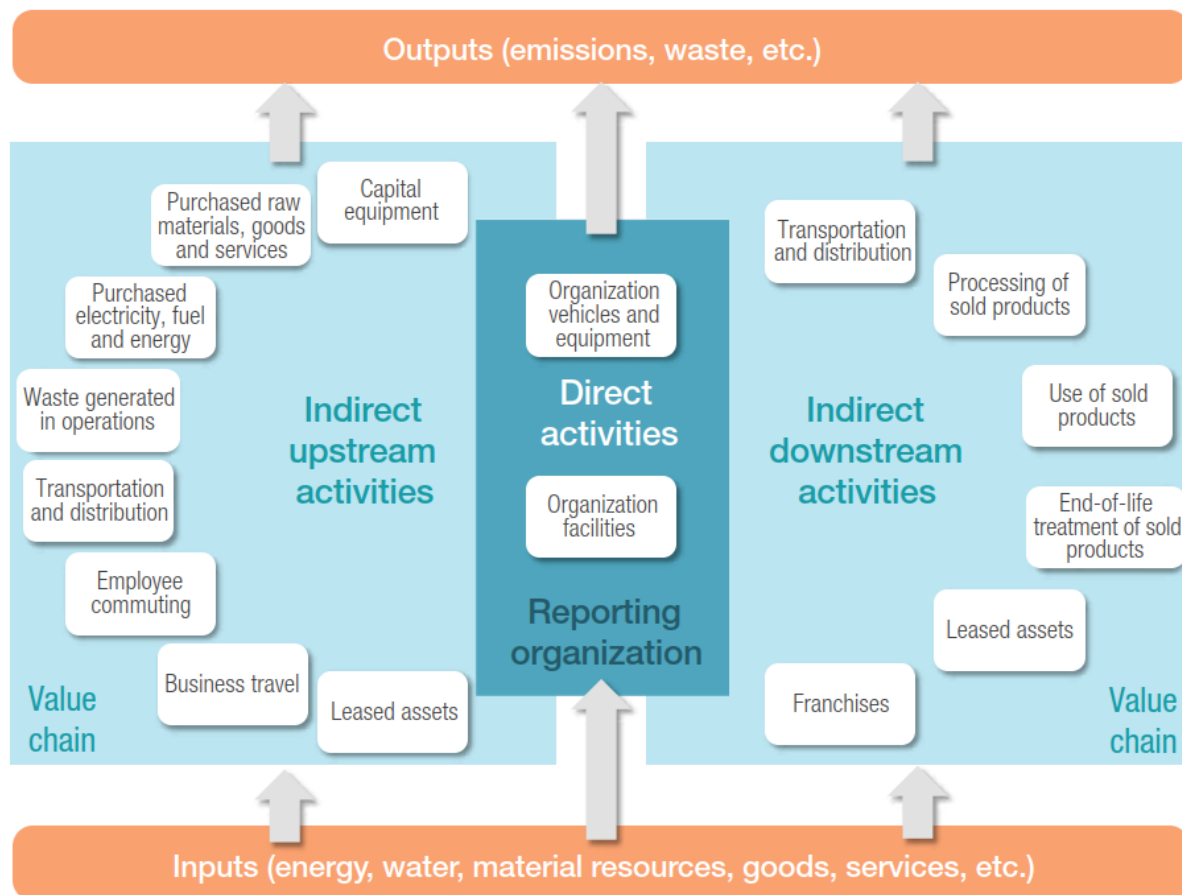 Outputs (emissions, waste, etc.)
Capital
equipment
Purchased raw
materials, goods
and services
Purchased
electricity, fuel
and energy
Waste generated
in operations
Transportation
and distribution
Employee
commuting
Business travel
Leased assets
Indirect
upstream
activities
Value
chain
Organization
vehicles and
equipment
Direct
activities
Organization
facilities
Reporting
organization
Transportation
and distribution
Processing of
sold products
Use of sold
products
End-of-life
treatment of sold
products
Leased assets
Franchises
Indirect
downstream
activities
Value
chain
Inputs (energy, water, material resources, goods, services, etc.)